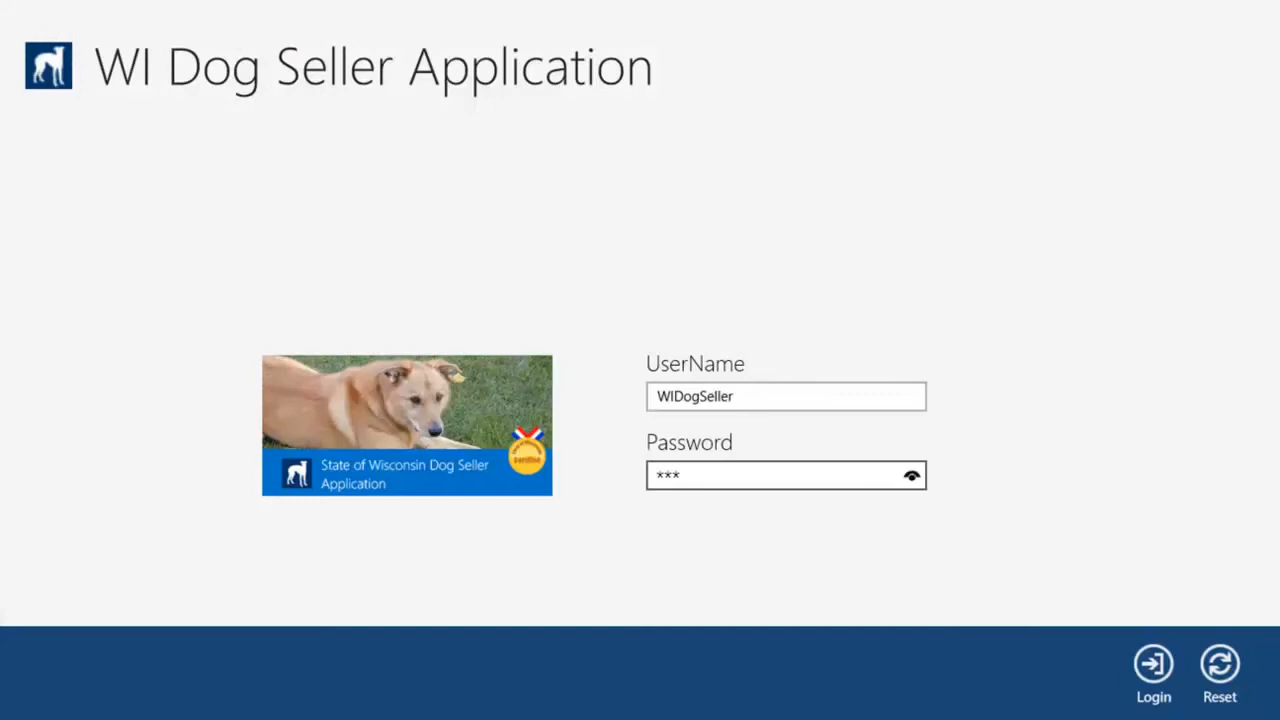 WI Dog Seller Application
UserName
WIDogSeller
Password
***
State of Wisconsin Dog Seller
Application
Login
Reset